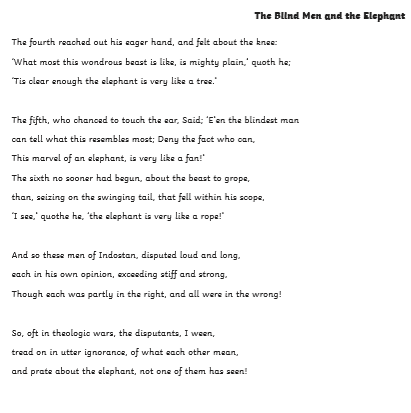 The Blind Men and the Elephant
The fourth reached out his eager hand, and felt about the knee:
‘What most this wondrous beast is like, is mighty plain,’ quoth he;
‘Tis clear enough the elephant is very like a tree.’
The fifth, who chanced to touch the ear, Said; ‘E’en the blindest man
can tell what this resembles most; Deny the fact who can,
This marvel of an elephant, is very like a fan!’
The sixth no sooner had begun, about the beast to grope,
than, seizing on the swinging tail, that fell within his scope,
‘I see,’ quothe he, ‘the elephant is very like a rope!’
And so these men of Indostan, disputed loud and long,
each in his own opinion, exceeding stiff and strong,
Though each was partly in the right, and all were in the wrong!
So, oft in theologic wars, the disputants, I ween,
tread on in utter ignorance, of what each other mean,
and prate about the elephant, not one of them has seen!